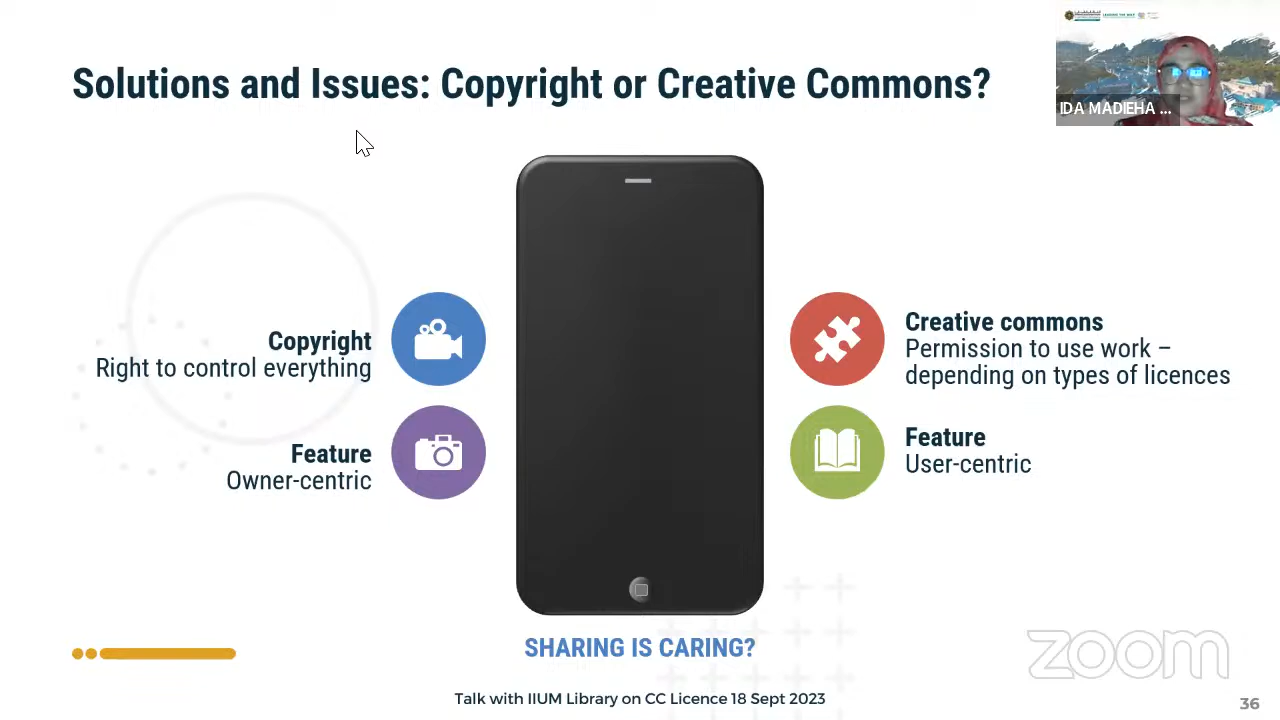 Solutions and Issues: Copyright or Creative Commons?
IDA MADIEHA ...
Copyright
Right to control everything
Feature
Owner-centric
Creative commons
Permission to use work –
depending on types of licences
Feature
User-centric
SHARING IS CARING?
zoom
Talk with IIUM Library on CC Licence 18 Sept 2023
36